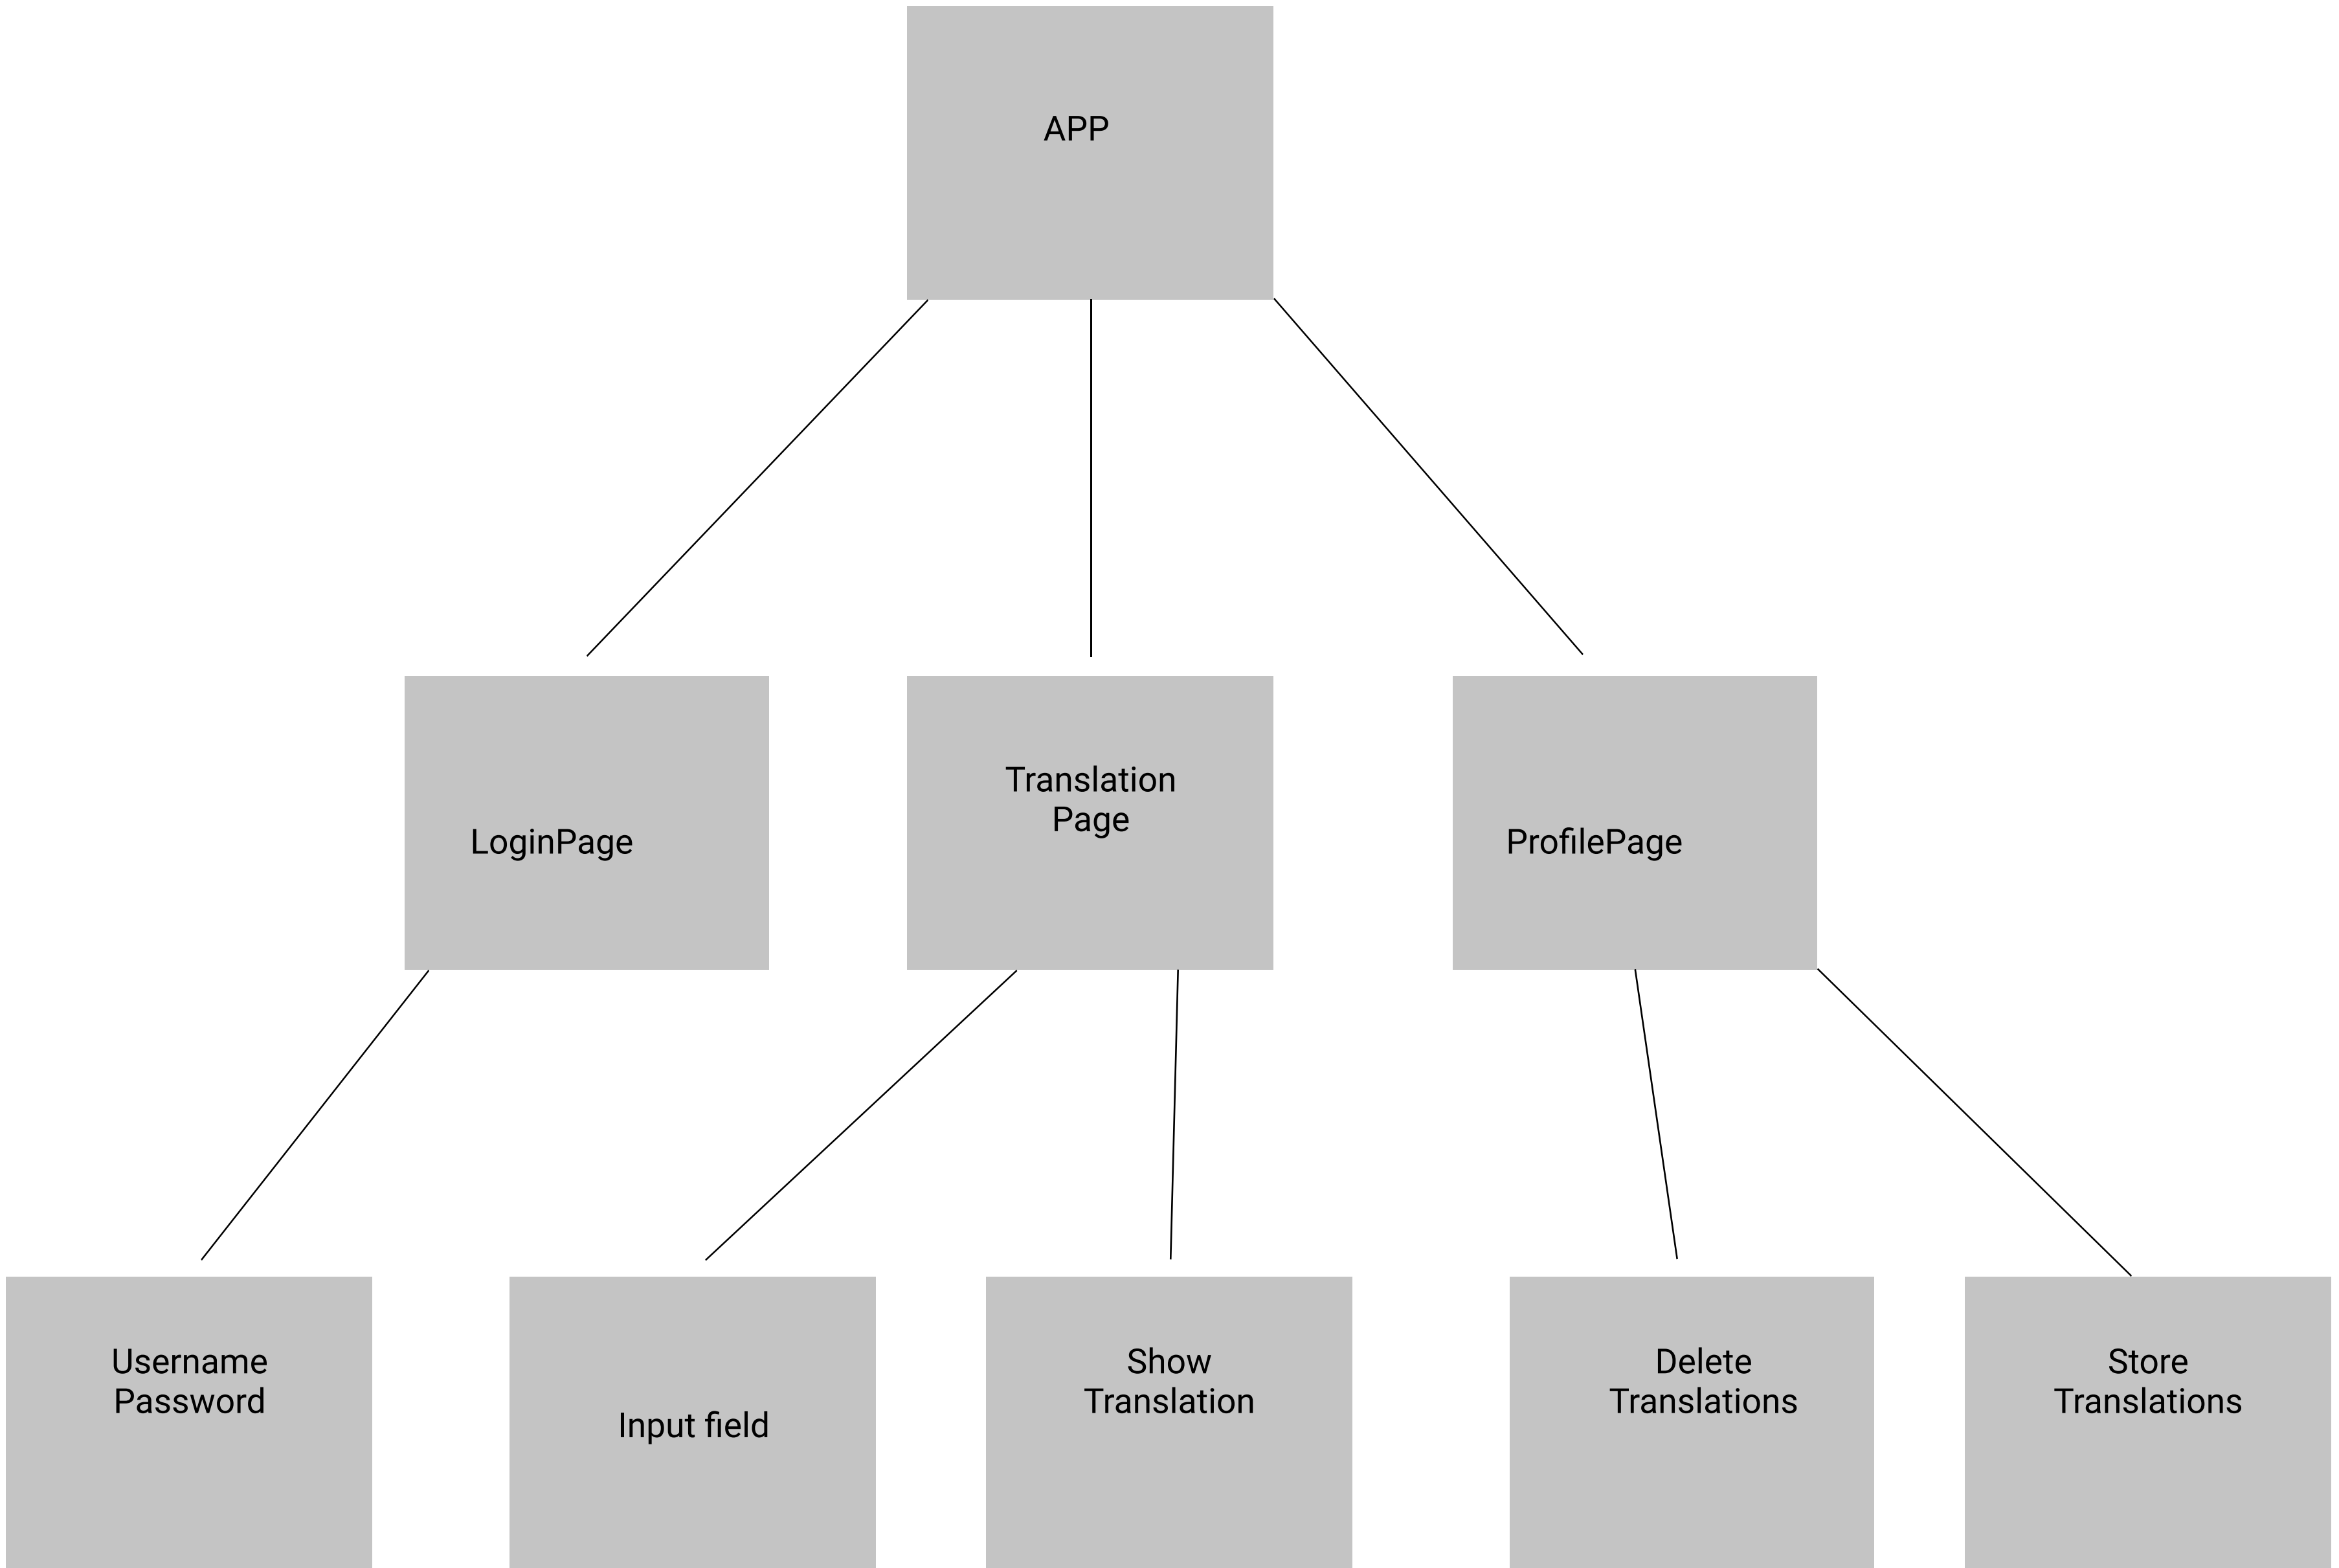 APP
LoginPage
Translation
Page
ProfilePage
Username
Password
Input field
Show
Translation
Delete
Translations
Store
Translations